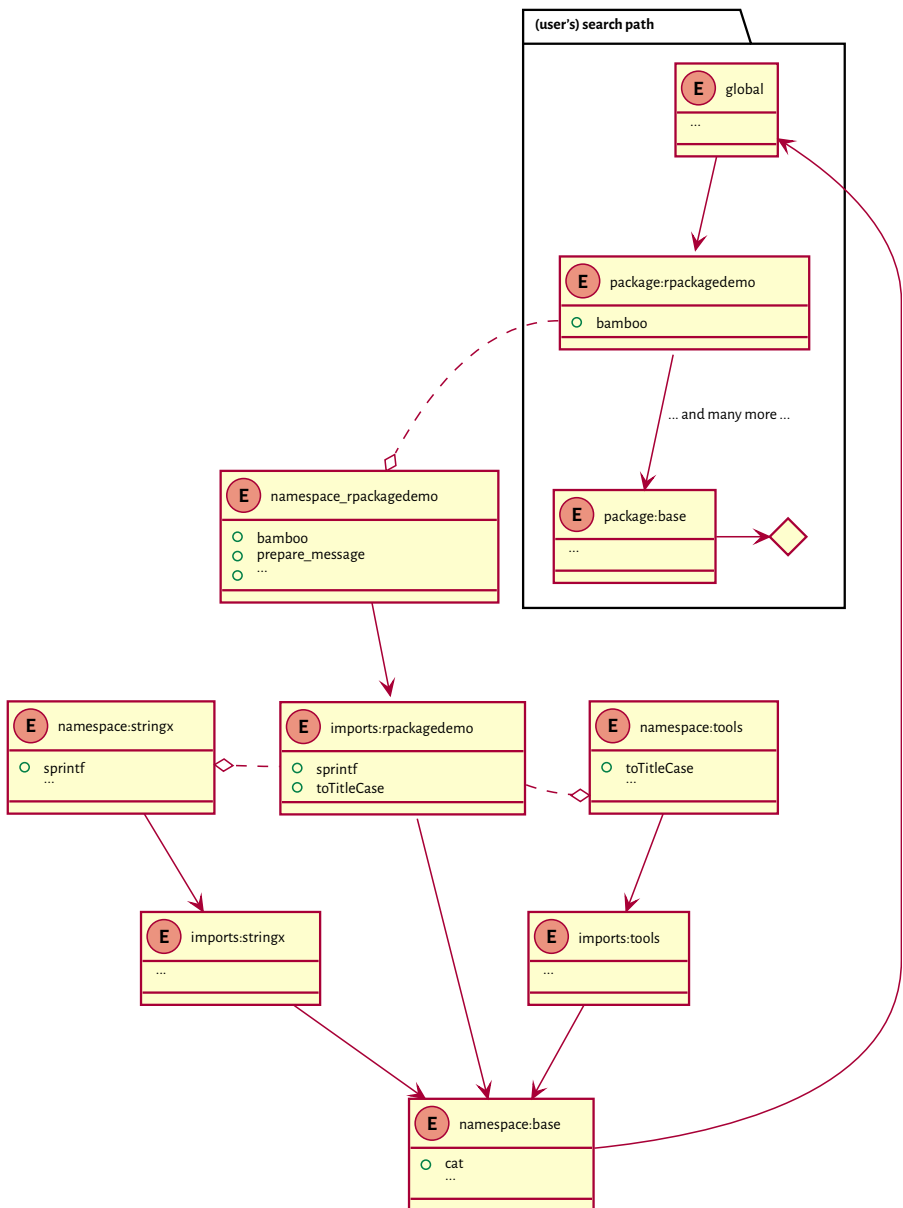 (user's) search path
E global
...
E package:rpackagedemo
bamboo
... and many more ...
E package:base
...
E namespace_rpackagedemo
bamboo
prepare_message
...
E namespace:stringx
sprintf
...
E imports:rpackagedemo
sprintf
toTitleCase
E namespace:tools
toTitleCase
...
E imports:stringx
...
E imports:tools
...
E namespace:base
cat
...